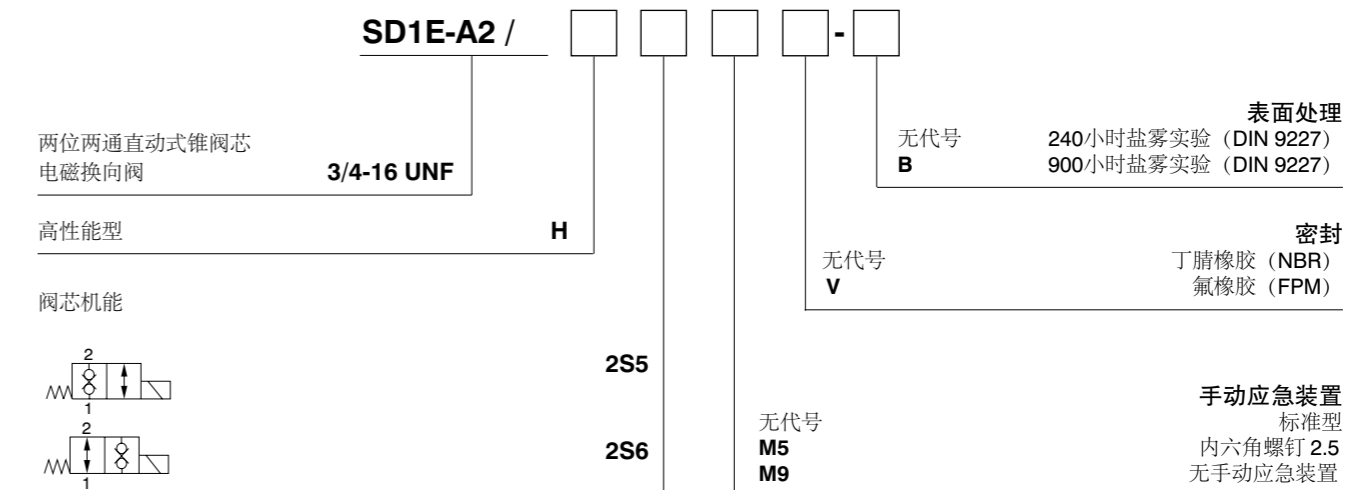 SD1E-A2 / -
两位两通直动式锥阀芯
电磁换向阀 3/4-16 UNF
高性能型 H
阀芯机能
2
1
2S5
2
1
2S6
表面处理
无代号 240小时盐雾实验（DIN 9227）
B 900小时盐雾实验（DIN 9227）
密封
无代号 丁腈橡胶（NBR）
V 氟橡胶（FPM）
手动应急装置
无代号 标准型
M5 内六角螺钉 2.5
M9 无手动应急装置